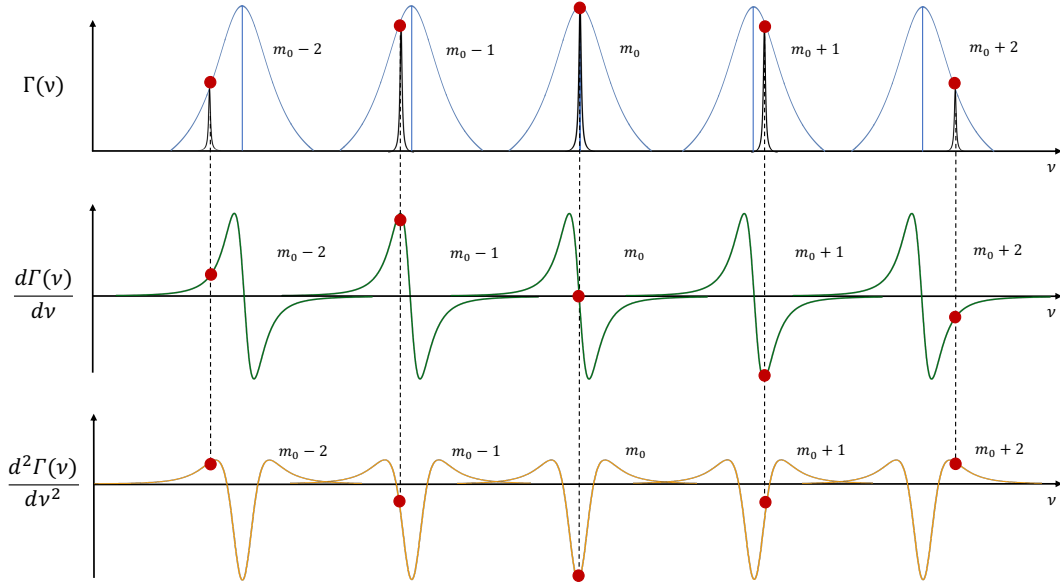 Γ(ν)
m₀ − 2
m₀ − 1
m₀
m₀ + 1
m₀ + 2
ν
dΓ(ν)
dν
m₀ − 2
m₀ − 1
m₀
m₀ + 1
m₀ + 2
ν
d²Γ(ν)
dν²
m₀ − 2
m₀ − 1
m₀
m₀ + 1
m₀ + 2
ν